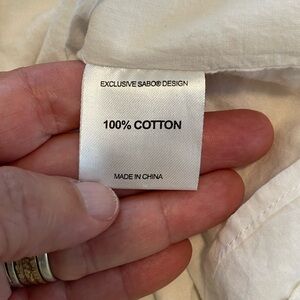 EXCLUSIVE SABO® DESIGN
100% COTTON
MADE IN CHINA